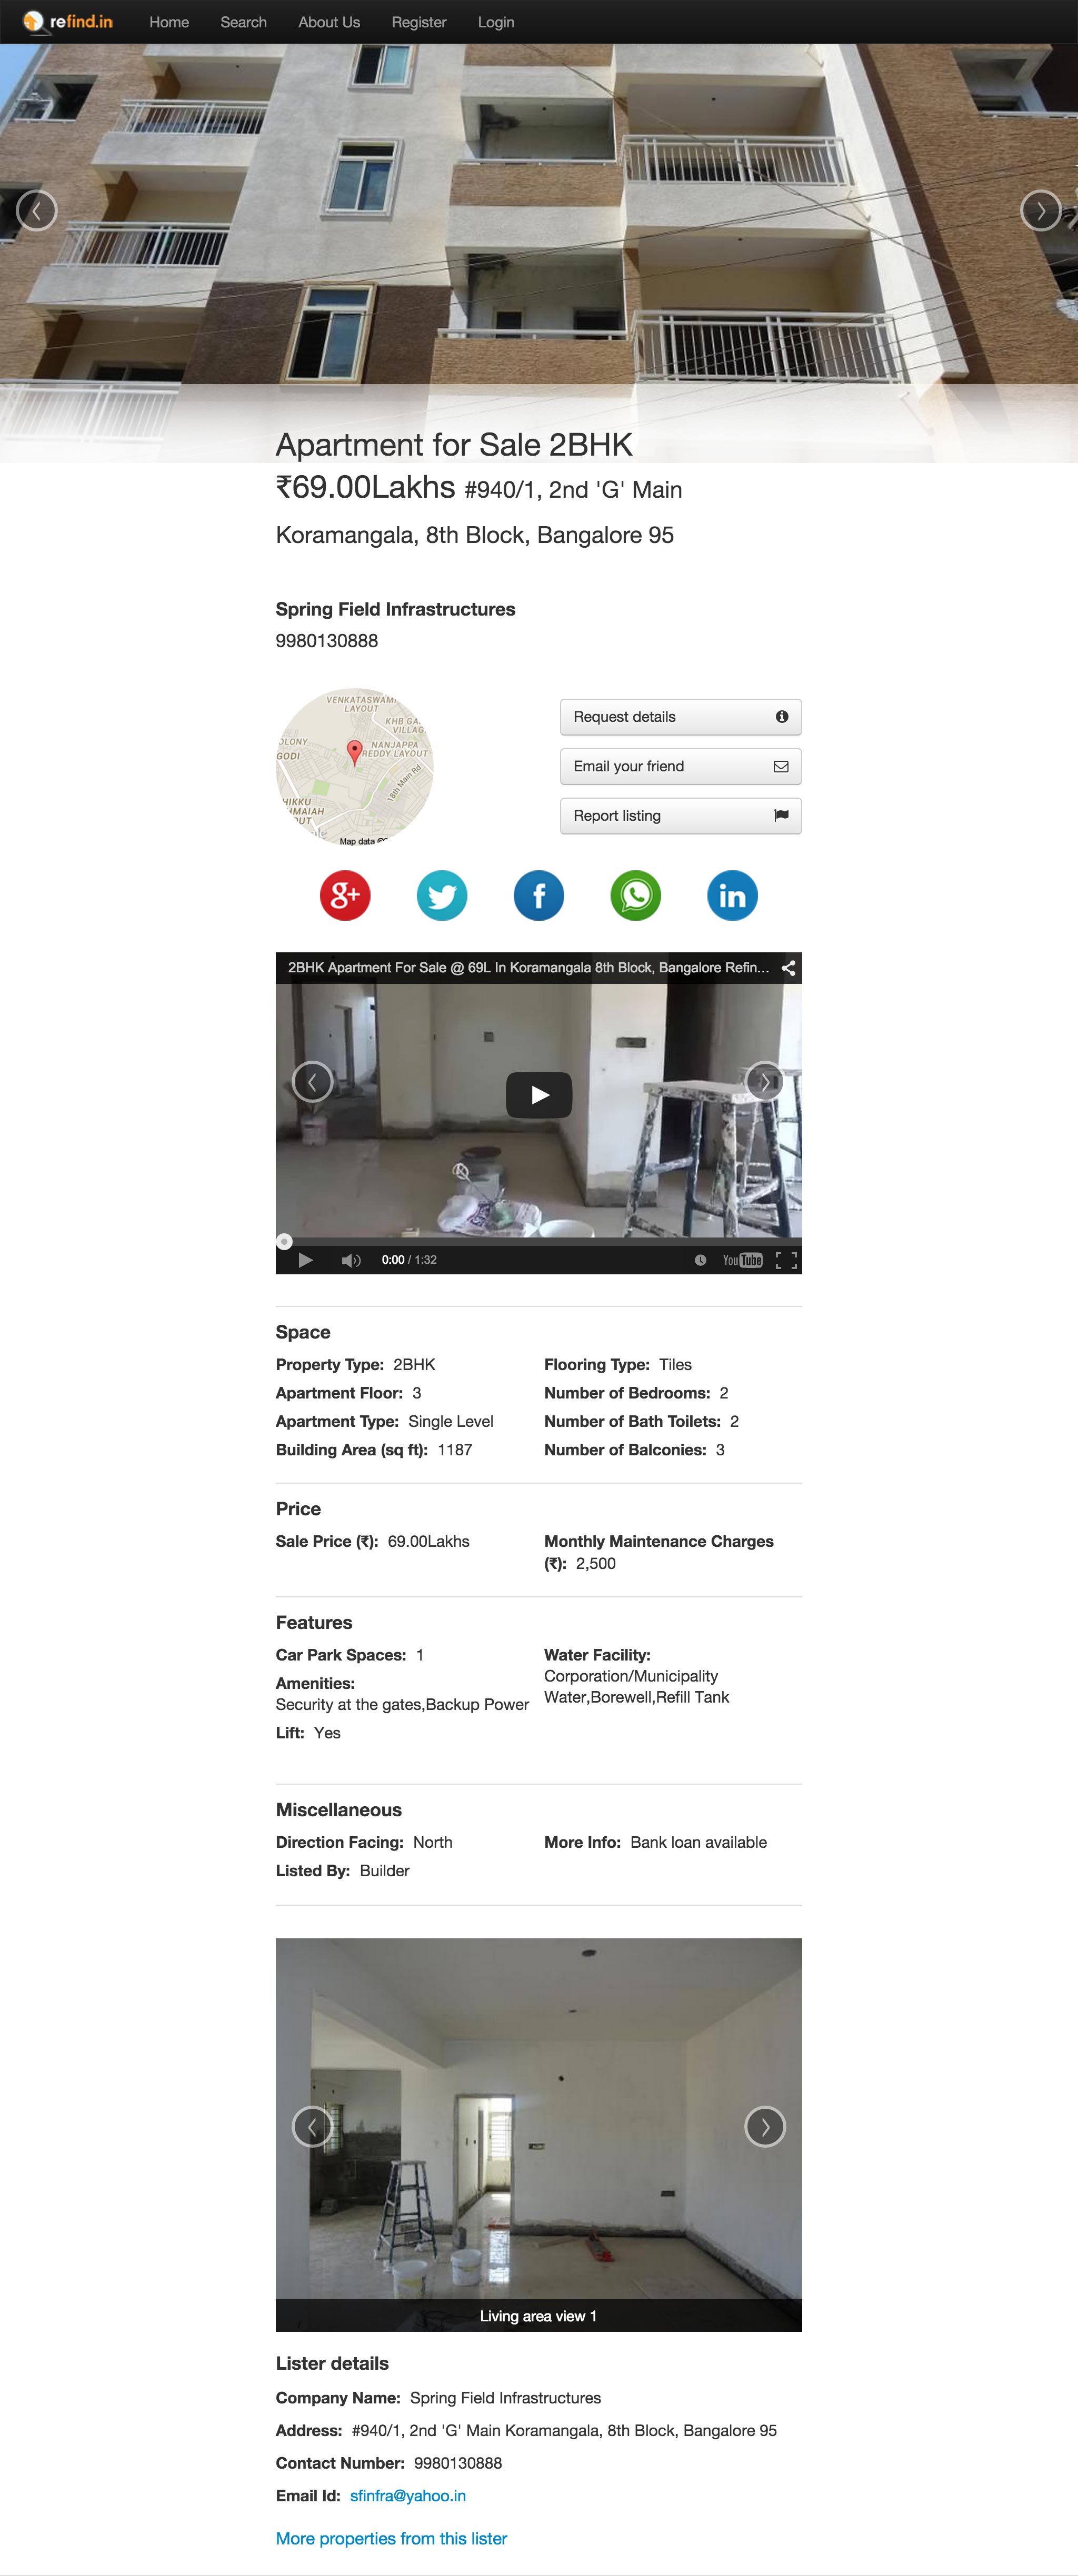 refind.in Home Search About Us Register Login
Apartment for Sale 2BHK
₹69.00Lakhs #940/1, 2nd 'G' Main
Koramangala, 8th Block, Bangalore 95
Spring Field Infrastructures
9980130888
VENKATASWAMI
LAYOUT
KHB GA
VILLAG
OLONY
GODI
NANJAPPA
REDDY LAYOUT
18th Main Rd
HIKKU
MAIAH
OUT
Map data
Request details
Email your friend
Report listing
g+ f in
2BHK Apartment For Sale @ 69L In Koramangala 8th Block, Bangalore Refin...
0:00 / 1:32 YouTube
Space
Property Type: 2BHK
Apartment Floor: 3
Apartment Type: Single Level
Building Area (sq ft): 1187
Flooring Type: Tiles
Number of Bedrooms: 2
Number of Bath Toilets: 2
Number of Balconies: 3
Price
Sale Price (₹): 69.00Lakhs
Monthly Maintenance Charges
(₹): 2,500
Features
Car Park Spaces: 1
Amenities:
Security at the gates,Backup Power
Lift: Yes
Water Facility:
Corporation/Municipality
Water,Borewell,Refill Tank
Miscellaneous
Direction Facing: North
Listed By: Builder
More Info: Bank loan available
Living area view 1
Lister details
Company Name: Spring Field Infrastructures
Address: #940/1, 2nd 'G' Main Koramangala, 8th Block, Bangalore 95
Contact Number: 9980130888
Email Id: sfinfra@yahoo.in
More properties from this lister